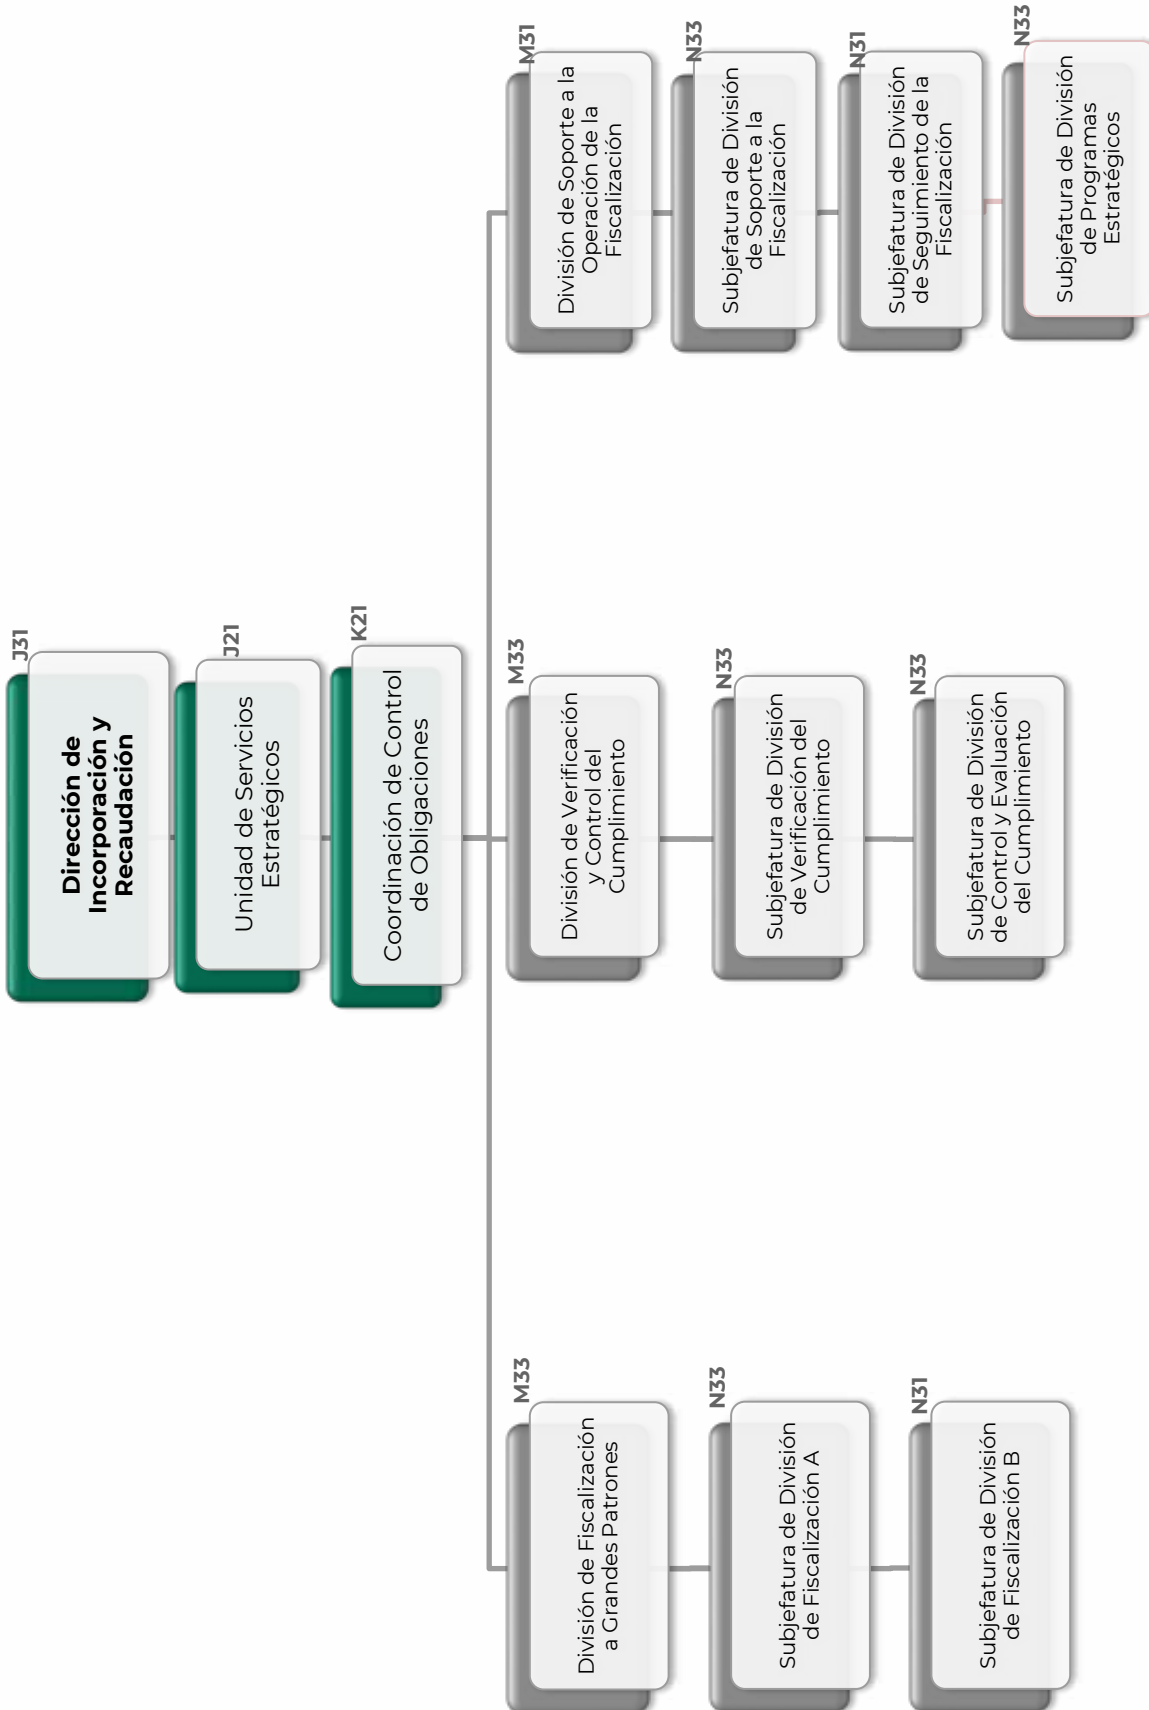 J31
Dirección de
Incorporación y
Recaudación
J21
Unidad de Servicios
Estratégicos
K21
Coordinación de Control
de Obligaciones
M33
División de Fiscalización
a Grandes Patrones
N33
Subjefatura de División
de Fiscalización A
N31
Subjefatura de División
de Fiscalización B
M33
División de Verificación
y Control del
Cumplimiento
N33
Subjefatura de División
de Verificación del
Cumplimiento
N33
Subjefatura de División
de Control y Evaluación
del Cumplimiento
M31
División de Soporte a la
Operación de la
Fiscalización
N33
Subjefatura de División
de Soporte a la
Fiscalización
N31
Subjefatura de División
de Seguimiento de la
Fiscalización
N33
Subjefatura de División
de Programas
Estratégicos